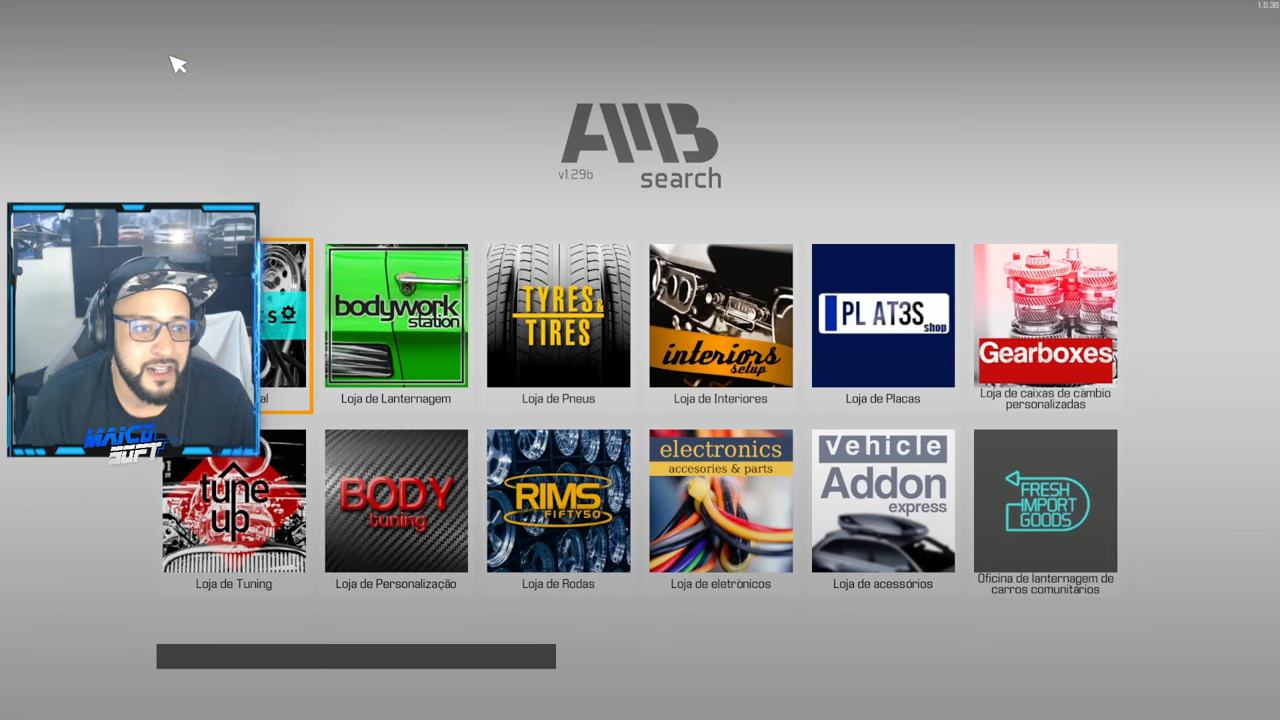 1.0.36
AMB
v1.29b
search
s
bodywork
station
TYRES &
TIRES
interiors
setup
PL AT3S
shop
Gearboxes
al
Loja de Lanternagem
Loja de Pneus
Loja de Interiores
Loja de Placas
Loja de caixas de câmbio
personalizadas
MAICO
tune
up
BODY
tuning
RIMS
FIFTY50
electronics
accesories & parts
vehicle
Addon
express
FRESH
IMPORT
GOODS
Loja de Tuning
Loja de Personalização
Loja de Rodas
Loja de eletrônicos
Loja de acessórios
Oficina de lanternagem de
carros comunitários